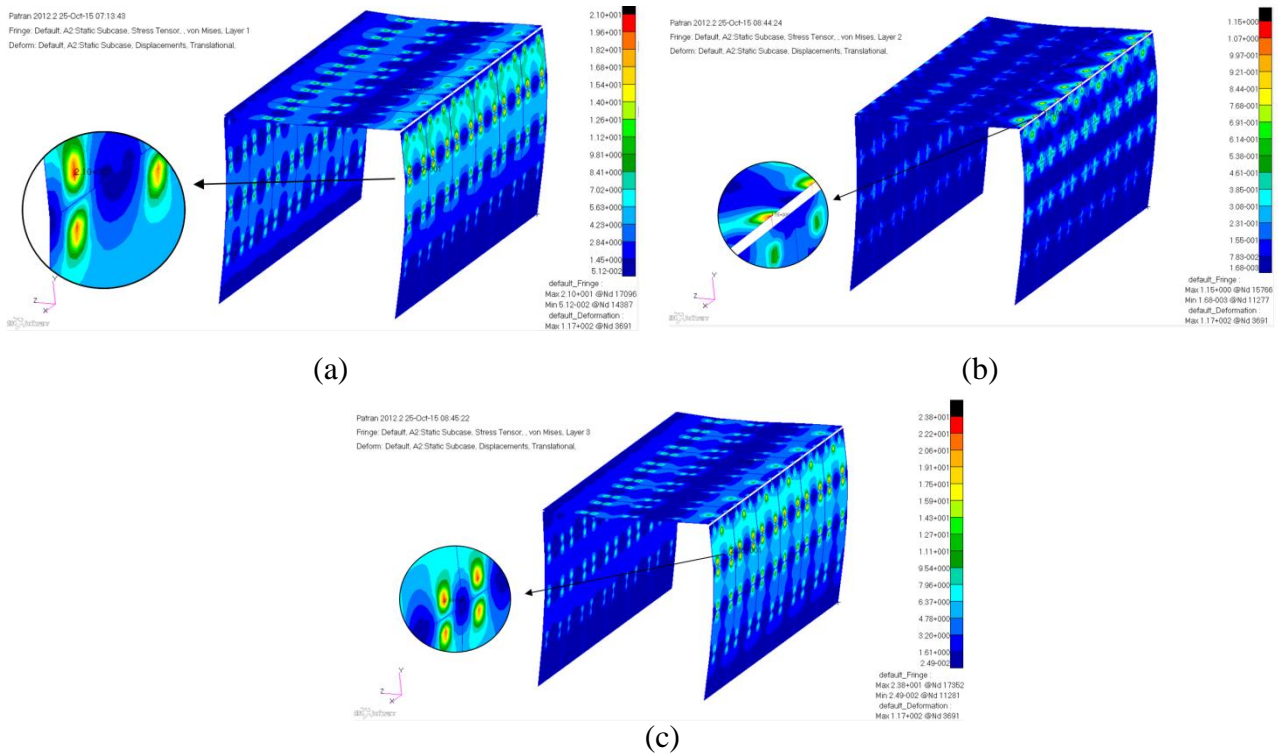 Patran 2012.2 25-Oct-15 07:13:43
Fringe: Default, A2:Static Subcase, Stress Tensor, , von Mises, Layer 1
Deform: Default, A2:Static Subcase, Displacements, Translational,
2.10+001
1.96+001
1.82+001
1.68+001
1.54+001
1.40+001
1.26+001
1.12+001
9.81+000
8.41+000
7.02+000
5.63+000
4.23+000
2.84+000
1.45+000
5.12-002
default_Fringe :
Max 2.10+001 @Nd 17096
Min 5.12-002 @Nd 14387
default_Deformation :
Max 1.17+002 @Nd 3691
Y
Z
X
(a)
Patran 2012.2 25-Oct-15 08:44:24
Fringe: Default, A2:Static Subcase, Stress Tensor, , von Mises, Layer 2
Deform: Default, A2:Static Subcase, Displacements, Translational,
1.15+000
1.07+000
9.97-001
9.21-001
8.44-001
7.68-001
6.91-001
6.14-001
5.38-001
4.61-001
3.85-001
3.08-001
2.31-001
1.55-001
7.83-002
1.68-003
default_Fringe :
Max 1.15+000 @Nd 15766
Min 1.68-003 @Nd 11277
default_Deformation :
Max 1.17+002 @Nd 3691
Y
Z
X
(b)
Patran 2012.2 25-Oct-15 08:45:22
Fringe: Default, A2:Static Subcase, Stress Tensor, , von Mises, Layer 3
Deform: Default, A2:Static Subcase, Displacements, Translational,
2.38+001
2.22+001
2.06+001
1.91+001
1.75+001
1.59+001
1.43+001
1.27+001
1.11+001
9.54+000
7.96+000
6.37+000
4.78+000
3.20+000
1.61+000
2.49-002
default_Fringe :
Max 2.38+001 @Nd 17352
Min 2.49-002 @Nd 11281
default_Deformation :
Max 1.17+002 @Nd 3691
Y
Z
X
(c)